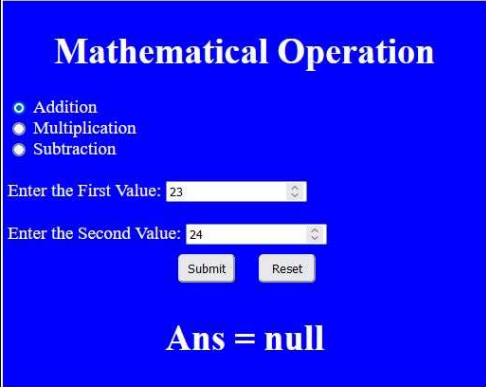 Mathematical Operation
Addition
Multiplication
Subtraction
Enter the First Value: 23
Enter the Second Value: 24
Submit Reset
Ans = null